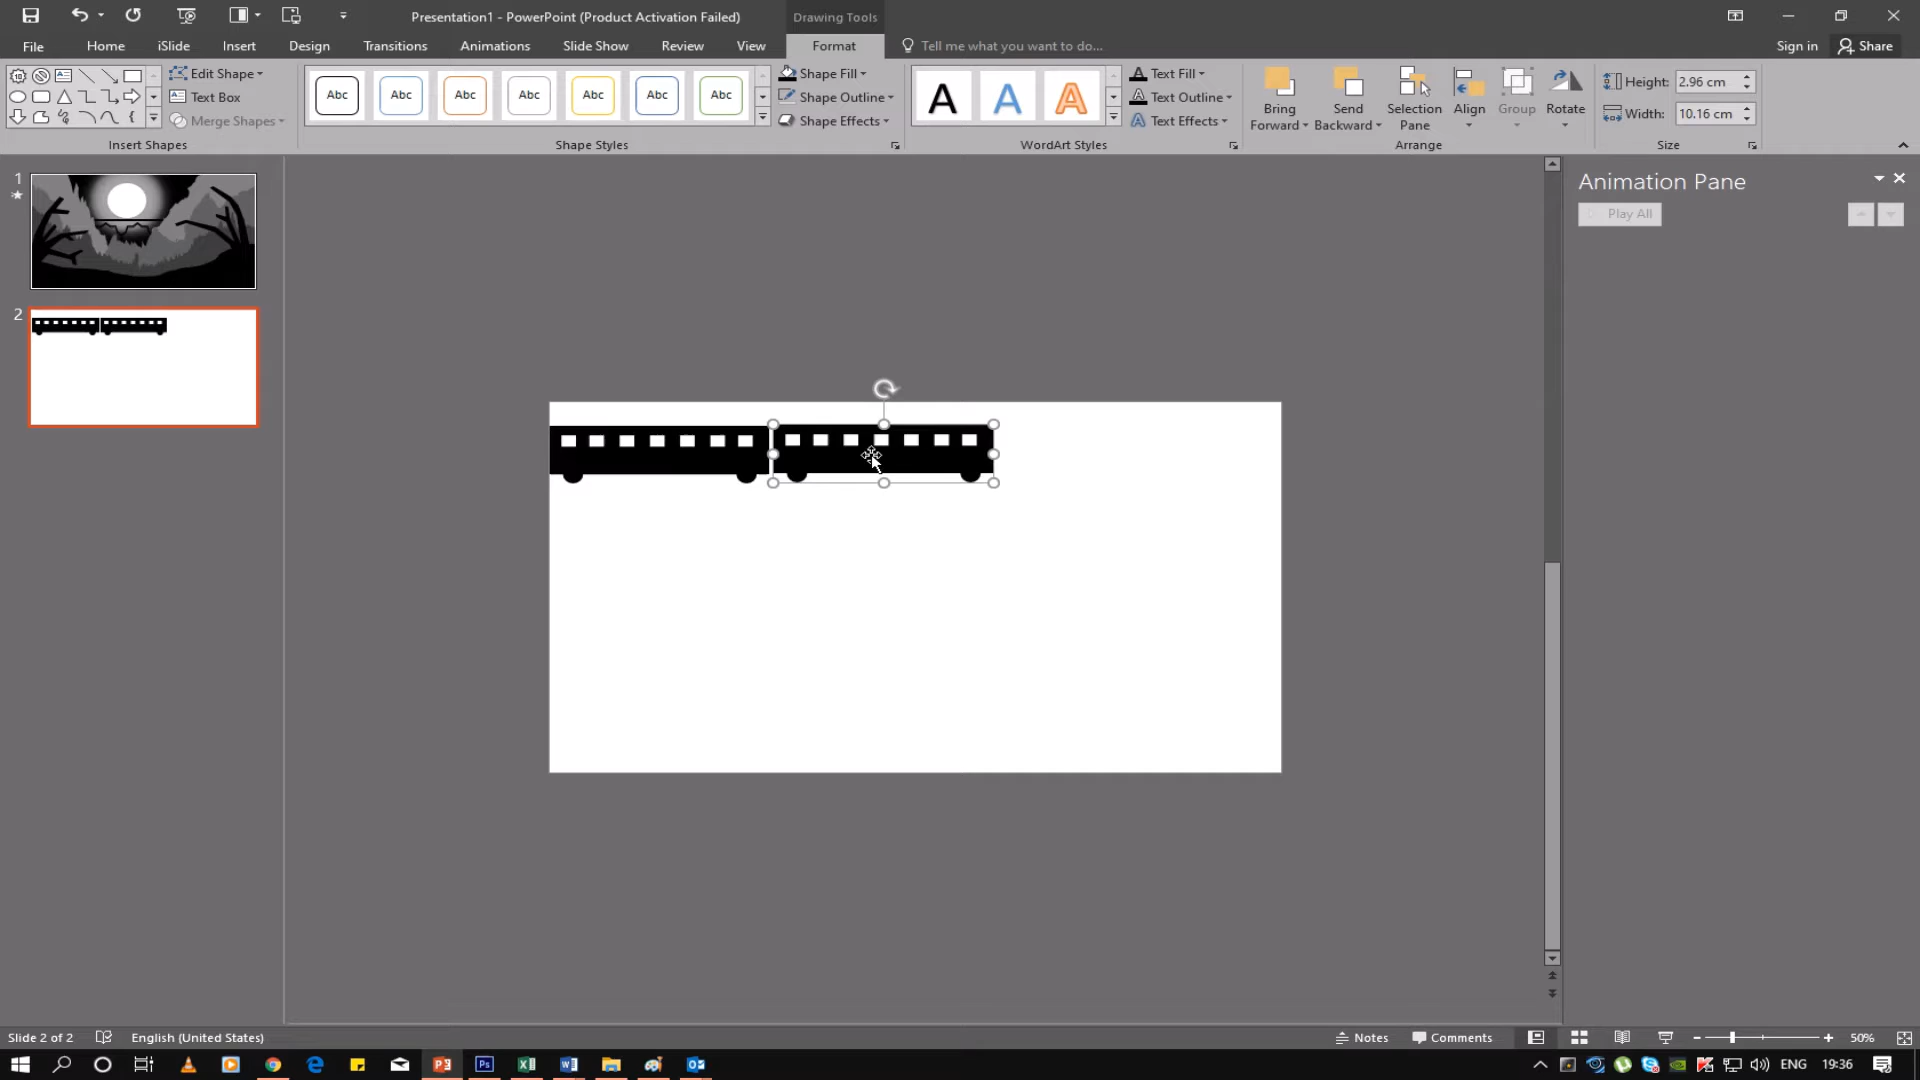 Presentation1 - PowerPoint (Product Activation Failed)
Drawing Tools
File
Home
iSlide
Insert
Design
Transitions
Animations
Slide Show
Review
View
Format
Tell me what you want to do...
Sign in
Share
Edit Shape
Text Box
Merge Shapes
Insert Shapes
Abc
Abc
Abc
Abc
Abc
Abc
Abc
Shape Fill
Shape Outline
Shape Effects
Shape Styles
A
A
A
Text Fill
Text Outline
Text Effects
WordArt Styles
Bring Forward
Send Backward
Selection Pane
Align
Group
Rotate
Arrange
Height:
2.96 cm
Width:
10.16 cm
Size
1
2
Animation Pane
Play All
Slide 2 of 2
English (United States)
Notes
Comments
50%
ENG
19:36